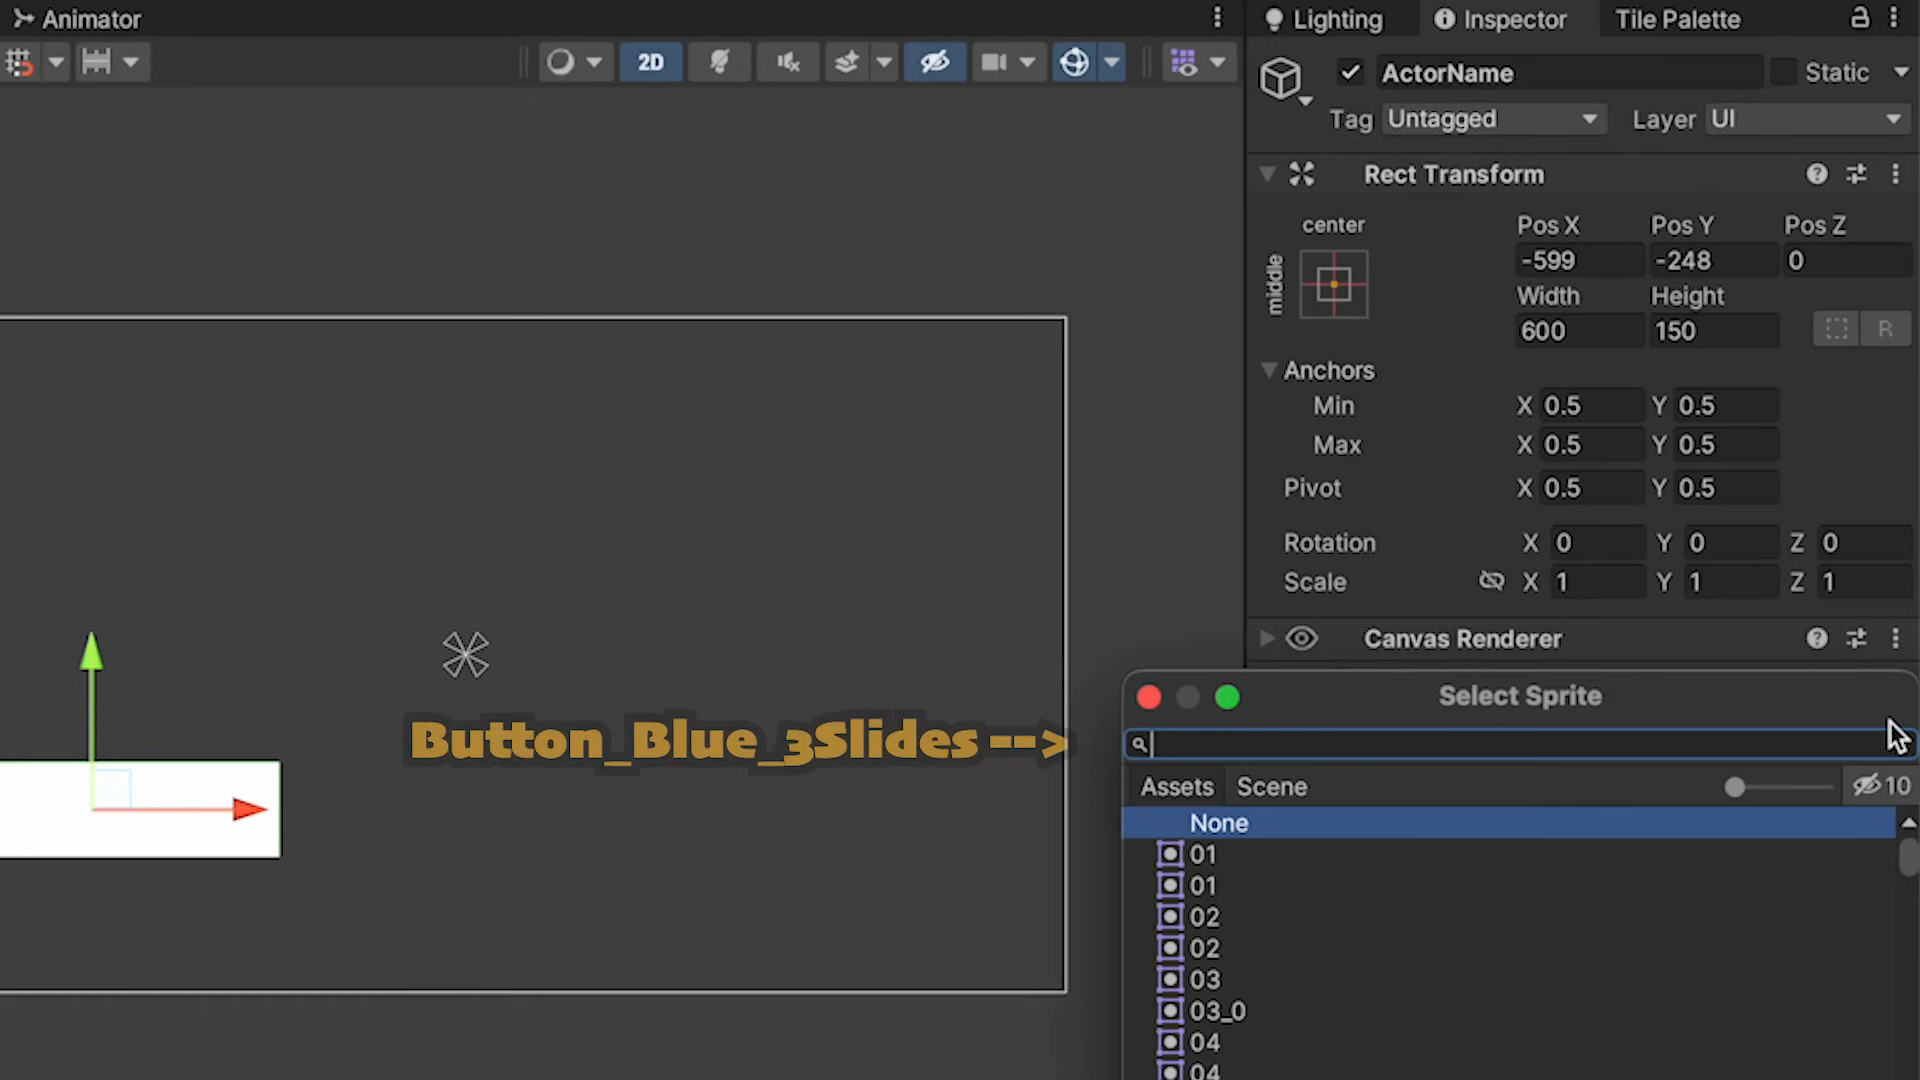 Animator
Lighting
Inspector
Tile Palette
2D
ActorName
Static
Tag
Untagged
Layer
UI
Rect Transform
center
middle
Pos X
Pos Y
Pos Z
-599
-248
0
Width
Height
600
150
R
Anchors
Min
X 0.5
Y 0.5
Max
X 0.5
Y 0.5
Pivot
X 0.5
Y 0.5
Rotation
X 0
Y 0
Z 0
Scale
X 1
Y 1
Z 1
Canvas Renderer
Button_Blue_3Slides -->
Select Sprite
Assets
Scene
10
None
01
01
02
02
03
03_0
04
04